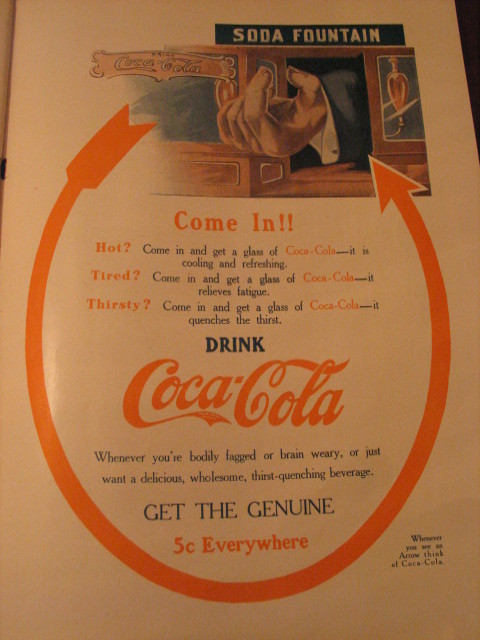 SODA FOUNTAIN
DRINK
Coca-Cola
Come In!!
Hot? Come in and get a glass of Coca-Cola—it is
cooling and refreshing.
Tired? Come in and get a glass of Coca-Cola—it
relieves fatigue.
Thirsty? Come in and get a glass of Coca-Cola—it
quenches the thirst.
DRINK
Coca-Cola
Whenever you're bodily fagged or brain weary, or just
want a delicious, wholesome, thirst-quenching beverage.
GET THE GENUINE
5c Everywhere
Whenever
you see an
Arrow think
of Coca-Cola.